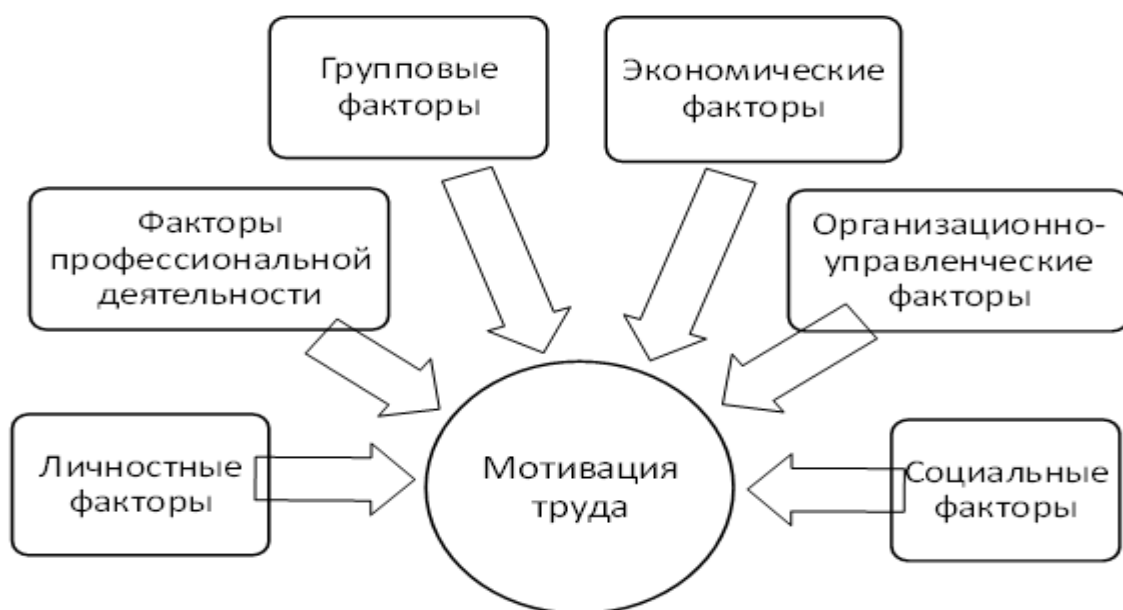 Групповые
факторы
Экономические
факторы
Факторы
профессиональной
деятельности
Организационно-
управленческие
факторы
Личностные
факторы
Мотивация
труда
Социальные
факторы